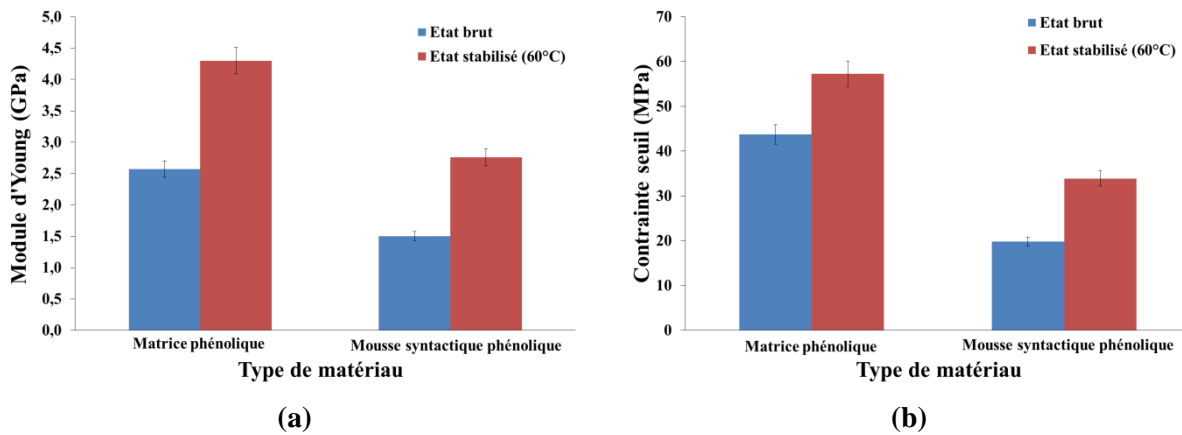 Module d'Young (GPa)
5,0
4,5
4,0
3,5
3,0
2,5
2,0
1,5
1,0
0,5
0,0
Etat brut
Etat stabilisé (60°C)
Matrice phénolique
Mousse syntactique phénolique
Type de matériau
(a)
Contrainte seuil (MPa)
70
60
50
40
30
20
10
0
Etat brut
Etat stabilisé (60°C)
Matrice phénolique
Mousse syntactique phénolique
Type de matériau
(b)